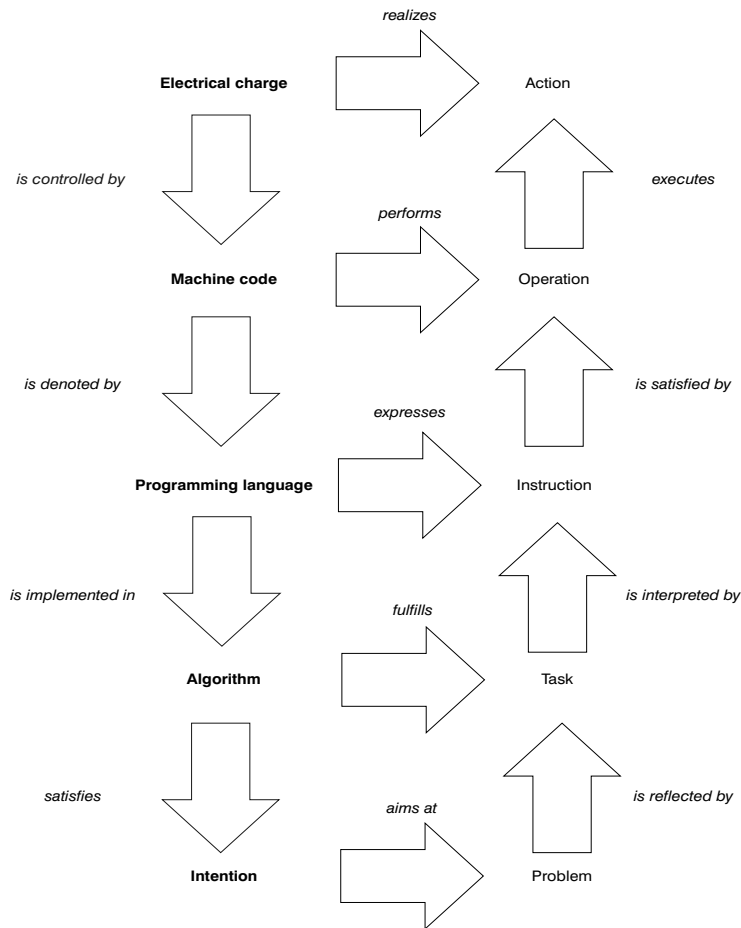 realizes
Electrical charge
Action
is controlled by
executes
performs
Machine code
Operation
is denoted by
is satisfied by
expresses
Programming language
Instruction
is implemented in
is interpreted by
fulfills
Algorithm
Task
satisfies
is reflected by
aims at
Intention
Problem